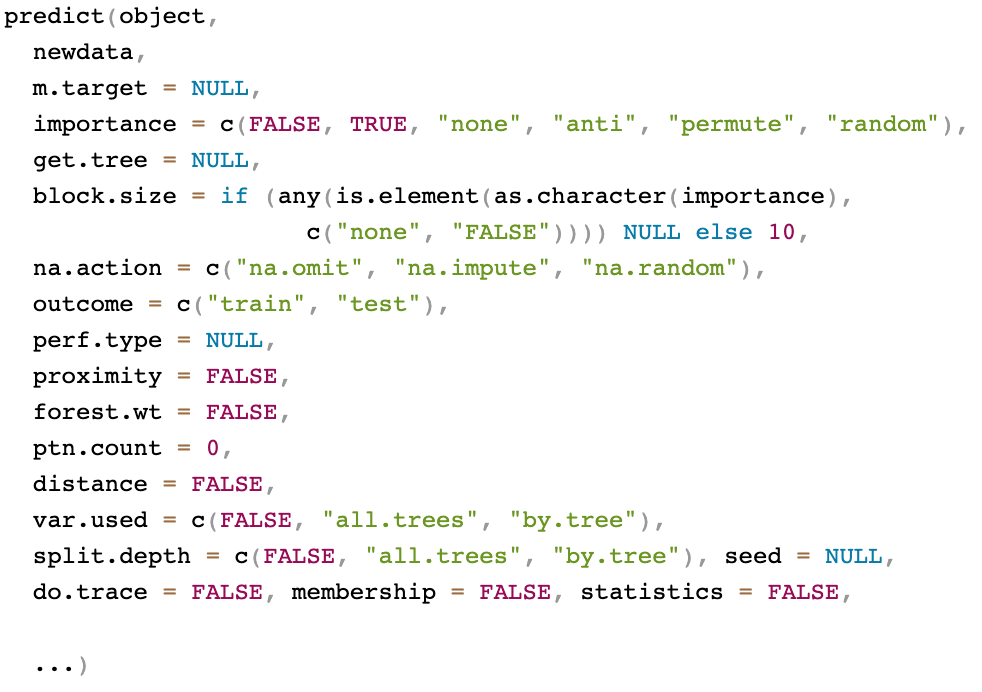 predict(object,
  newdata,
  m.target = NULL,
  importance = c(FALSE, TRUE, "none", "anti", "permute", "random"),
  get.tree = NULL,
  block.size = if (any(is.element(as.character(importance),
                     c("none", "FALSE")))) NULL else 10,
  na.action = c("na.omit", "na.impute", "na.random"),
  outcome = c("train", "test"),
  perf.type = NULL,
  proximity = FALSE,
  forest.wt = FALSE,
  ptn.count = 0,
  distance = FALSE,
  var.used = c(FALSE, "all.trees", "by.tree"),
  split.depth = c(FALSE, "all.trees", "by.tree"), seed = NULL,
  do.trace = FALSE, membership = FALSE, statistics = FALSE,

  ...)